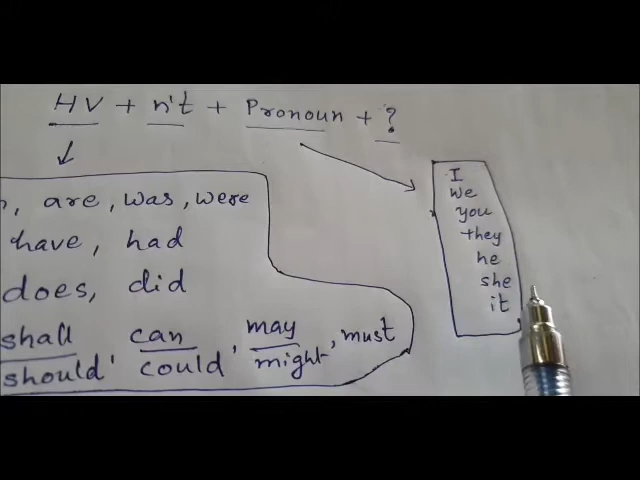 HV + n't + Pronoun + ?
, are, was, were
have, had
does, did
shall can may
should, could, might, must
I
we
you
they
he
she
it